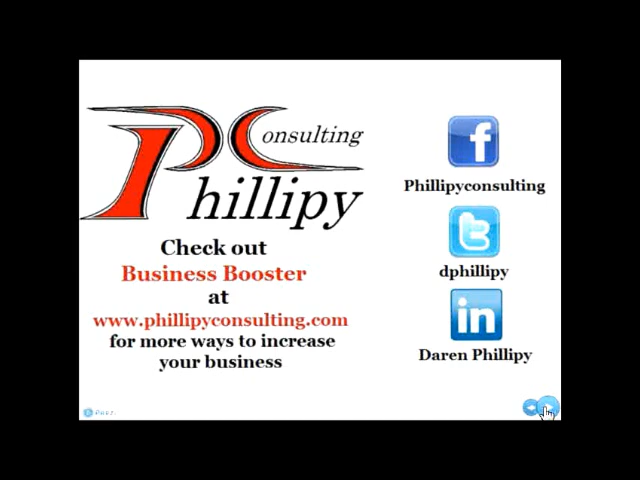 Consulting
Phillipy
Check out
Business Booster
at
www.phillipyconsulting.com
for more ways to increase
your business
Phillipyconsulting
dphillipy
Daren Phillipy